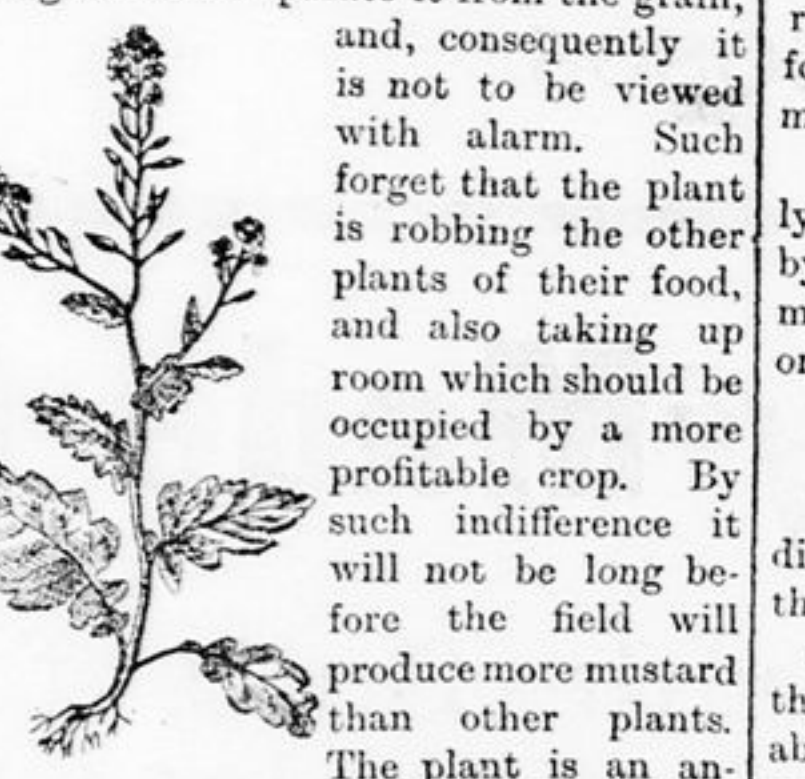 from the grain,
and, consequently it
is not to be viewed
with alarm. Such
forget that the plant
is robbing the other
plants of their food,
and also taking up
room which should be
occupied by a more
profitable crop. By
such indifference it
will not be long be-
fore the field will
produce more mustard
than other plants.
The plant is an an-